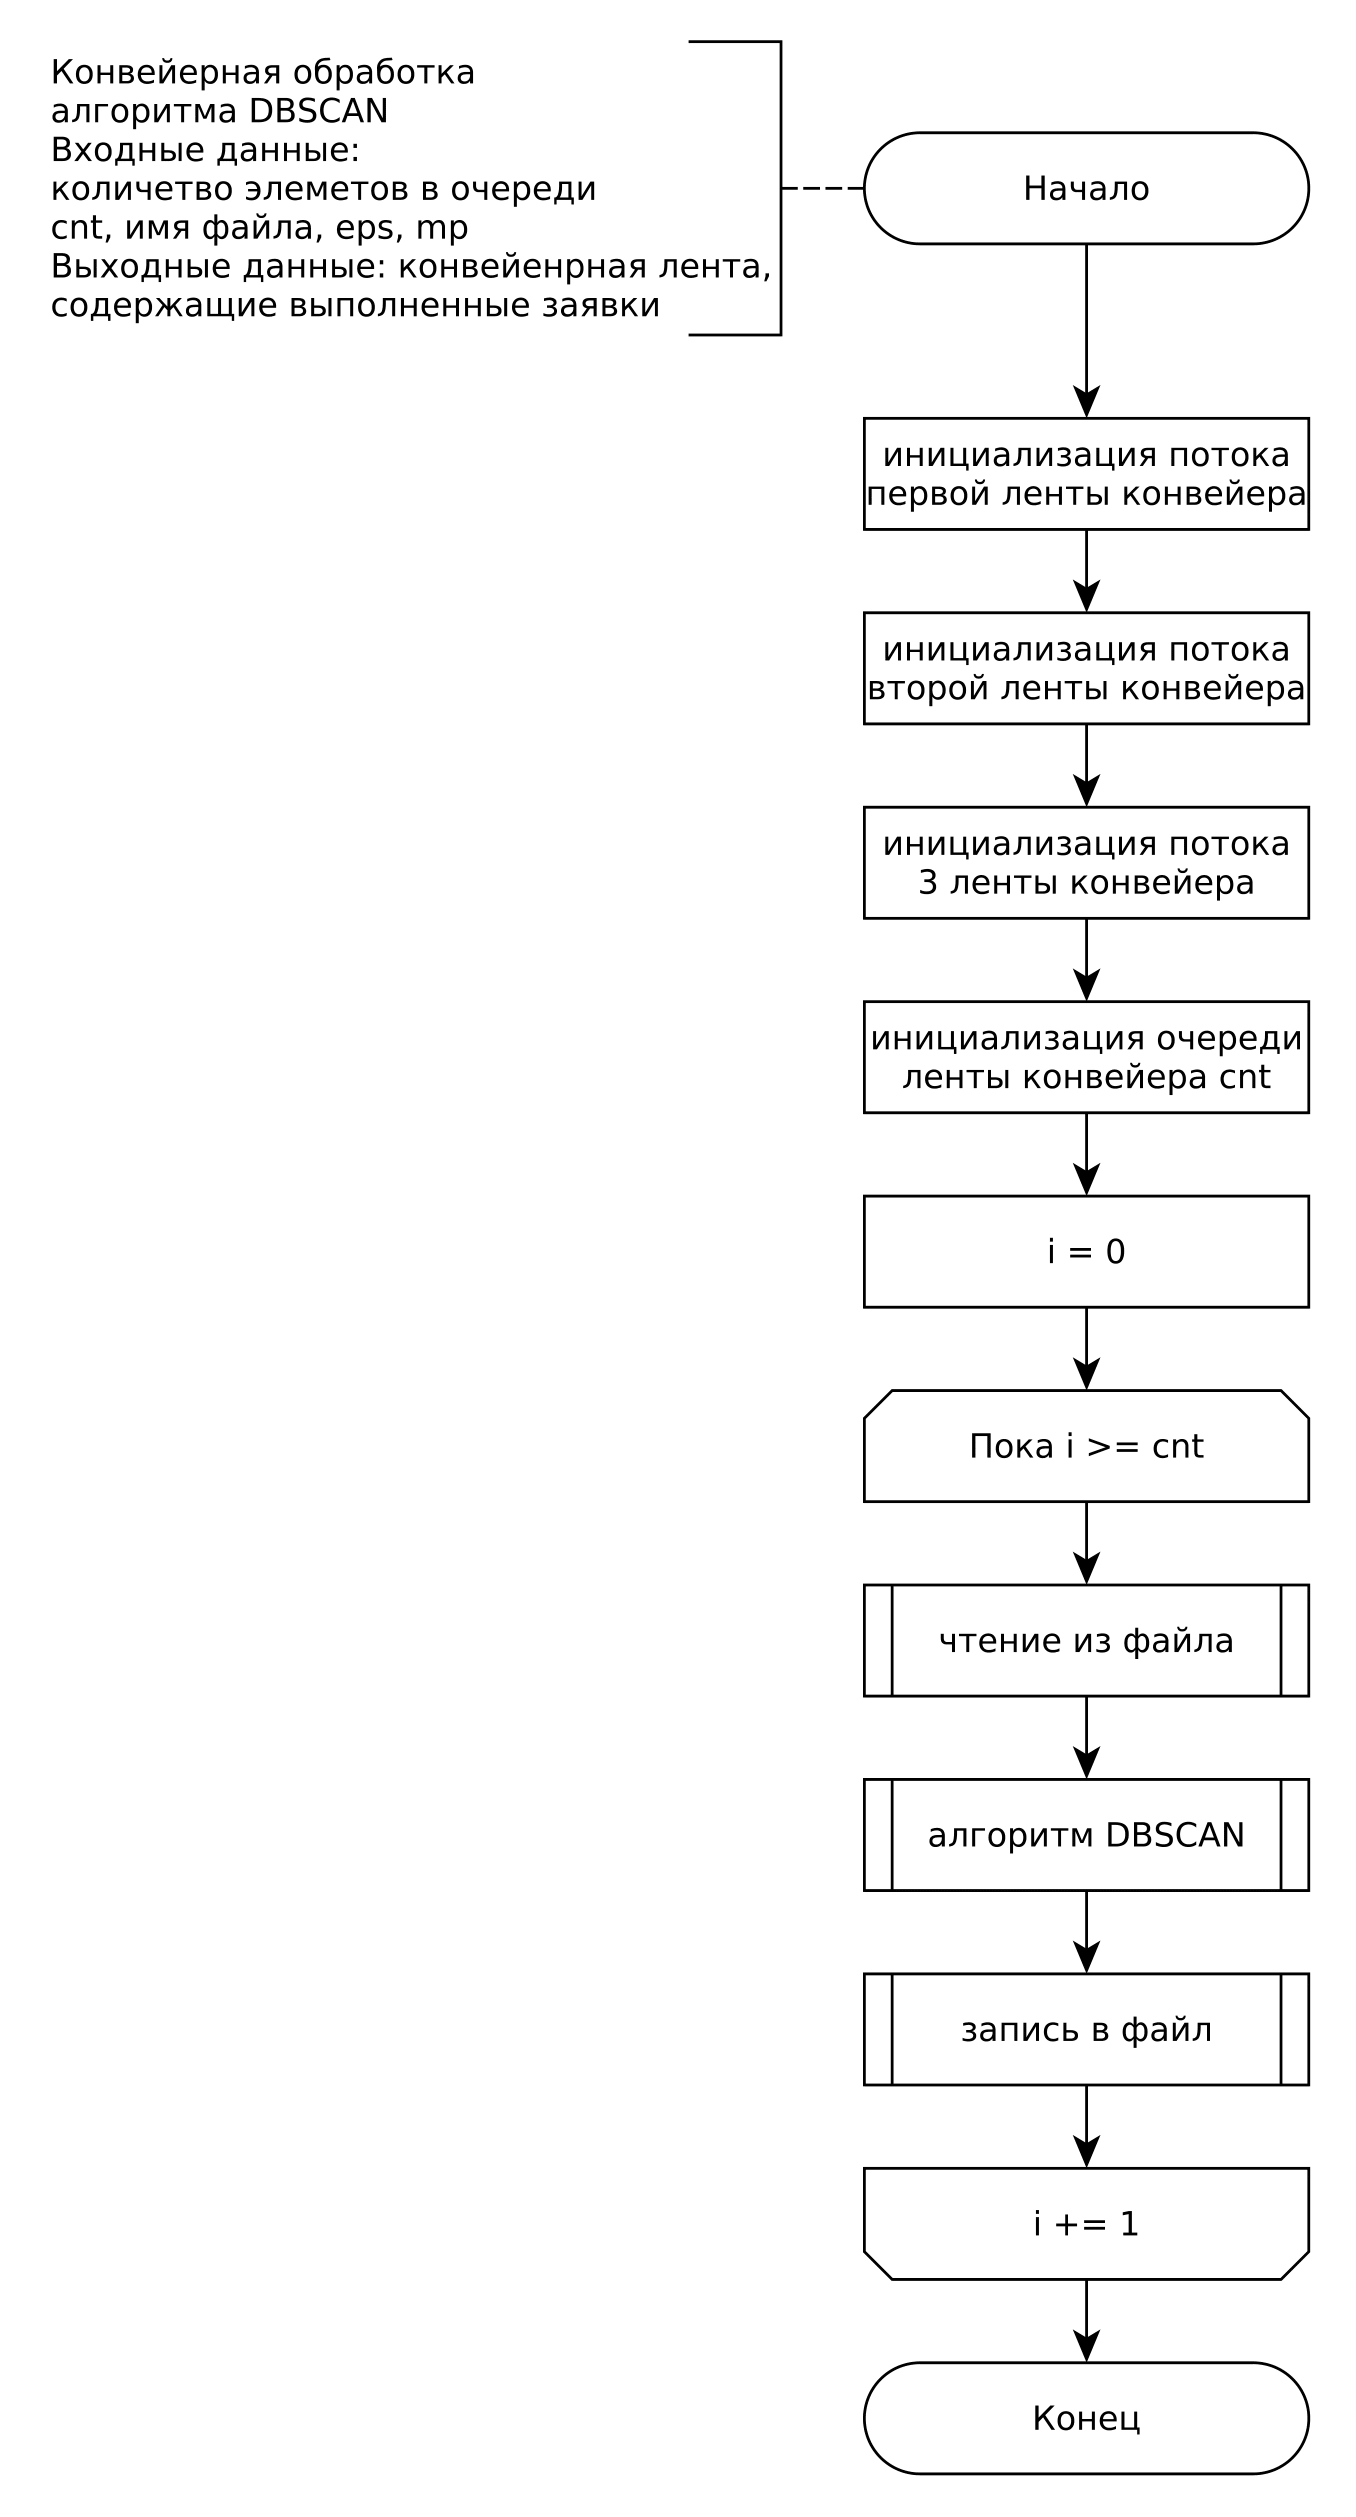 Конвейерная обработка
алгоритма DBSCAN
Входные данные:
количетво элеметов в очереди
cnt, имя файла, eps, mp
Выходные данные: конвейенрная лента,
содержащие выполненные заявки
Начало
инициализация потока
первой ленты конвейера
инициализация потока
второй ленты конвейера
инициализация потока
3 ленты конвейера
инициализация очереди
ленты конвейера cnt
i = 0
Пока i >= cnt
чтение из файла
алгоритм DBSCAN
запись в файл
i += 1
Конец